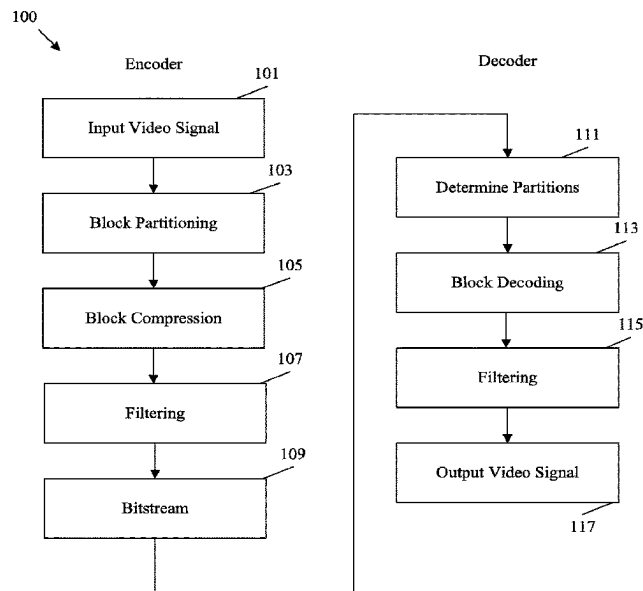 100
Encoder
101
Input Video Signal
103
Block Partitioning
105
Block Compression
107
Filtering
109
Bitstream
Decoder
111
Determine Partitions
113
Block Decoding
115
Filtering
Output Video Signal
117